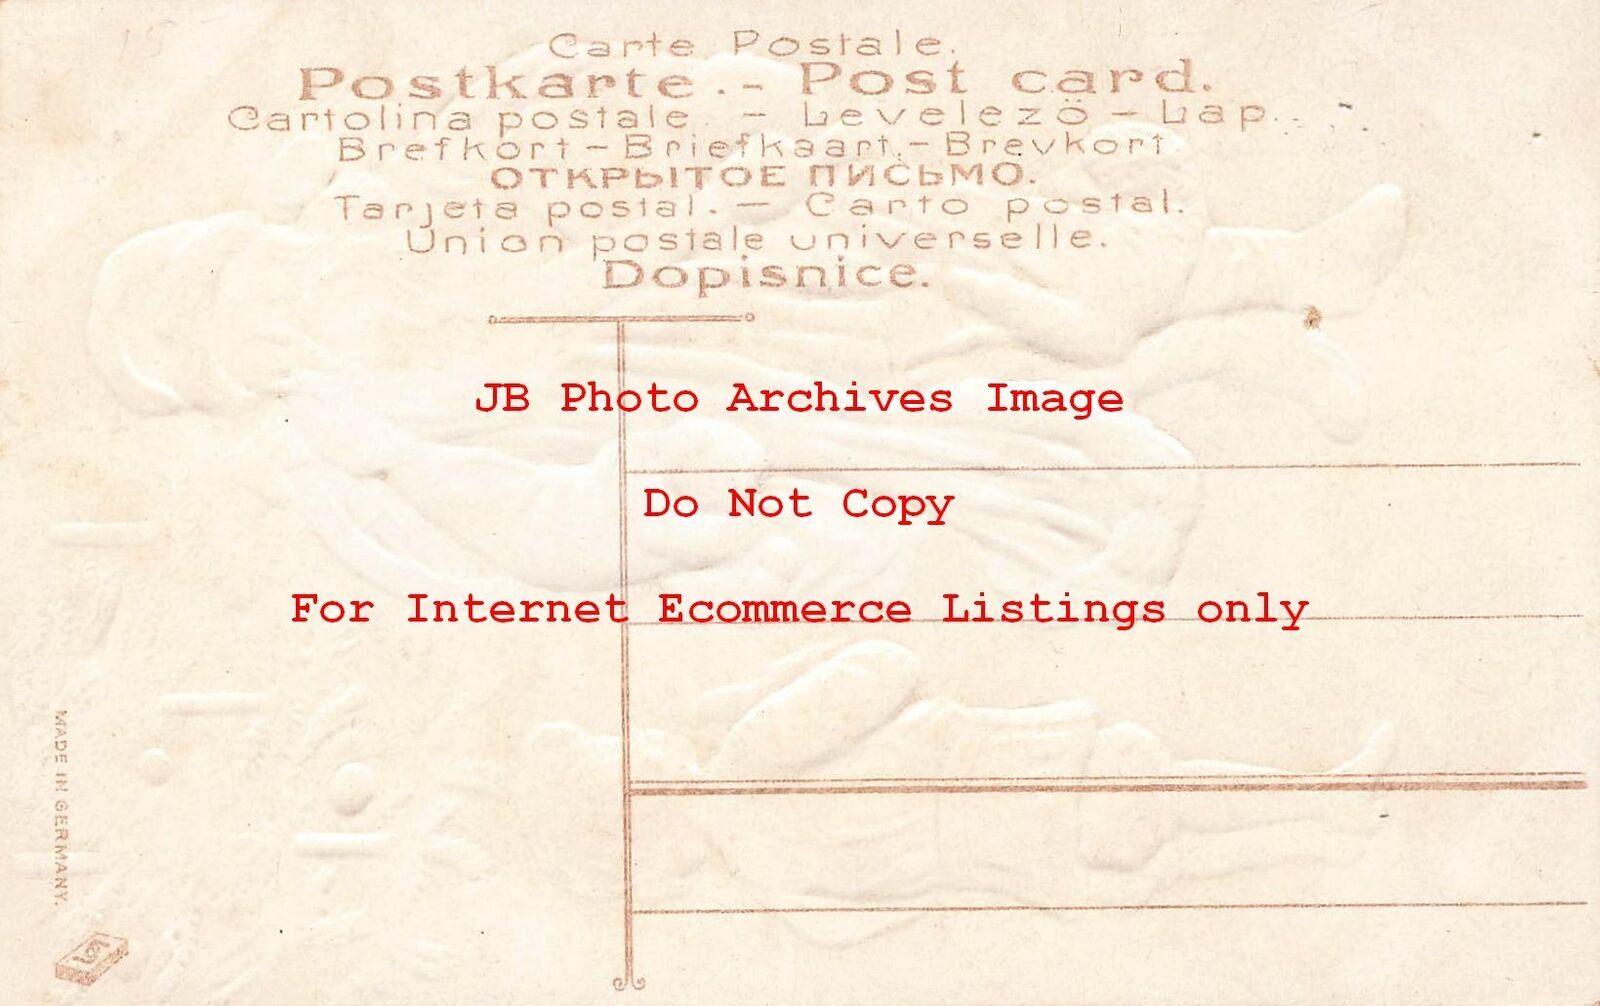 15
Carte Postale.
Postkarte.- Post card.
Cartolina postale. - Levelezö - Lap.
Brefkort - Briefkaart. - Brevkort
ОТКРЫТОЕ ПИСЬМО.
Tarjeta postal. - Carto postal.
Union postale universelle.
Dopisnice.
JB Photo Archives Image
Do Not Copy
For Internet Ecommerce Listings only
MADE IN GERMANY.